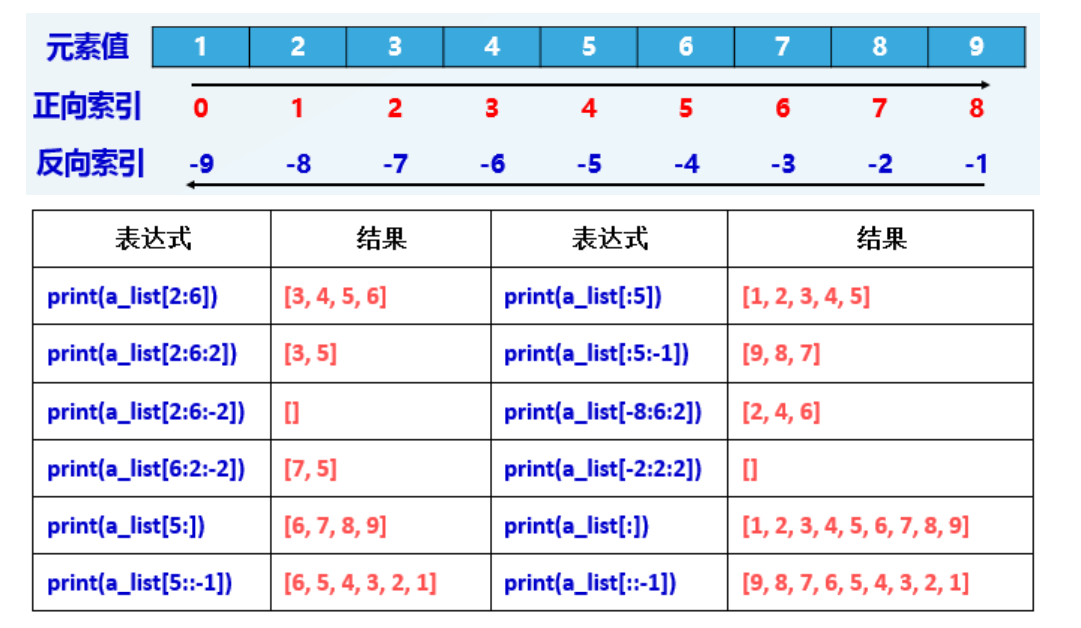 元素值 1 2 3 4 5 6 7 8 9
正向索引 0 1 2 3 4 5 6 7 8
反向索引 -9 -8 -7 -6 -5 -4 -3 -2 -1
表达式 结果 表达式 结果
print(a_list[2:6]) [3, 4, 5, 6] print(a_list[:5]) [1, 2, 3, 4, 5]
print(a_list[2:6:2]) [3, 5] print(a_list[:5:-1]) [9, 8, 7]
print(a_list[2:6:-2]) [] print(a_list[-8:6:2]) [2, 4, 6]
print(a_list[6:2:-2]) [7, 5] print(a_list[-2:2:2]) []
print(a_list[5:]) [6, 7, 8, 9] print(a_list[:]) [1, 2, 3, 4, 5, 6, 7, 8, 9]
print(a_list[5::-1]) [6, 5, 4, 3, 2, 1] print(a_list[::-1]) [9, 8, 7, 6, 5, 4, 3, 2, 1]